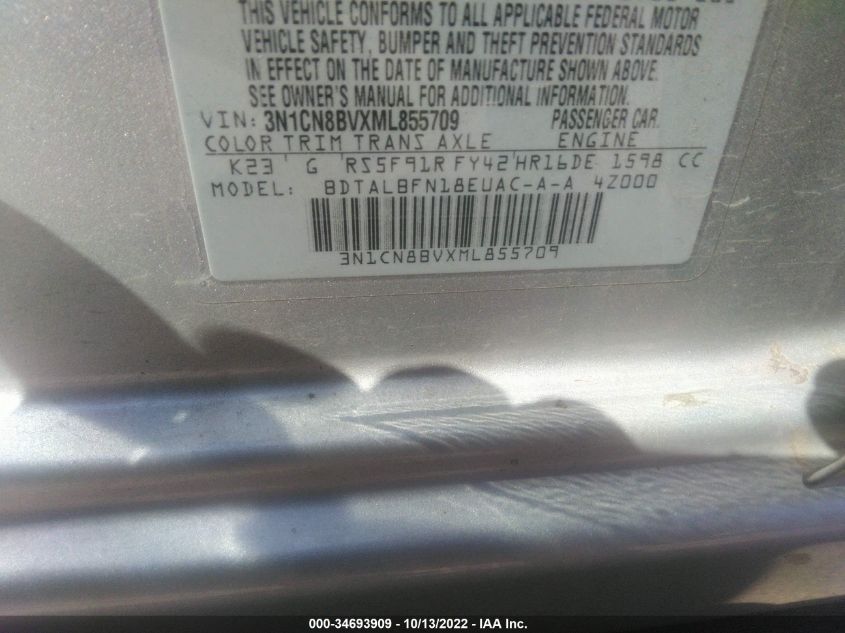 THIS VEHICLE CONFORMS TO ALL APPLICABLE FEDERAL MOTOR
VEHICLE SAFETY, BUMPER AND THEFT PREVENTION STANDARDS
IN EFFECT ON THE DATE OF MANUFACTURE SHOWN ABOVE.
SEE OWNER'S MANUAL FOR ADDITIONAL INFORMATION.
VIN: 3N1CN8BVXML855709 PASSENGER CAR.
COLOR TRIM TRANS AXLE ENGINE
K23 G RS5F91R FY42 HR16DE 1598 CC
MODEL: BDTALBFN18EUAC-A-A 4Z000
3N1CN8BVXML855709
000-34693909 - 10/13/2022 - IAA Inc.